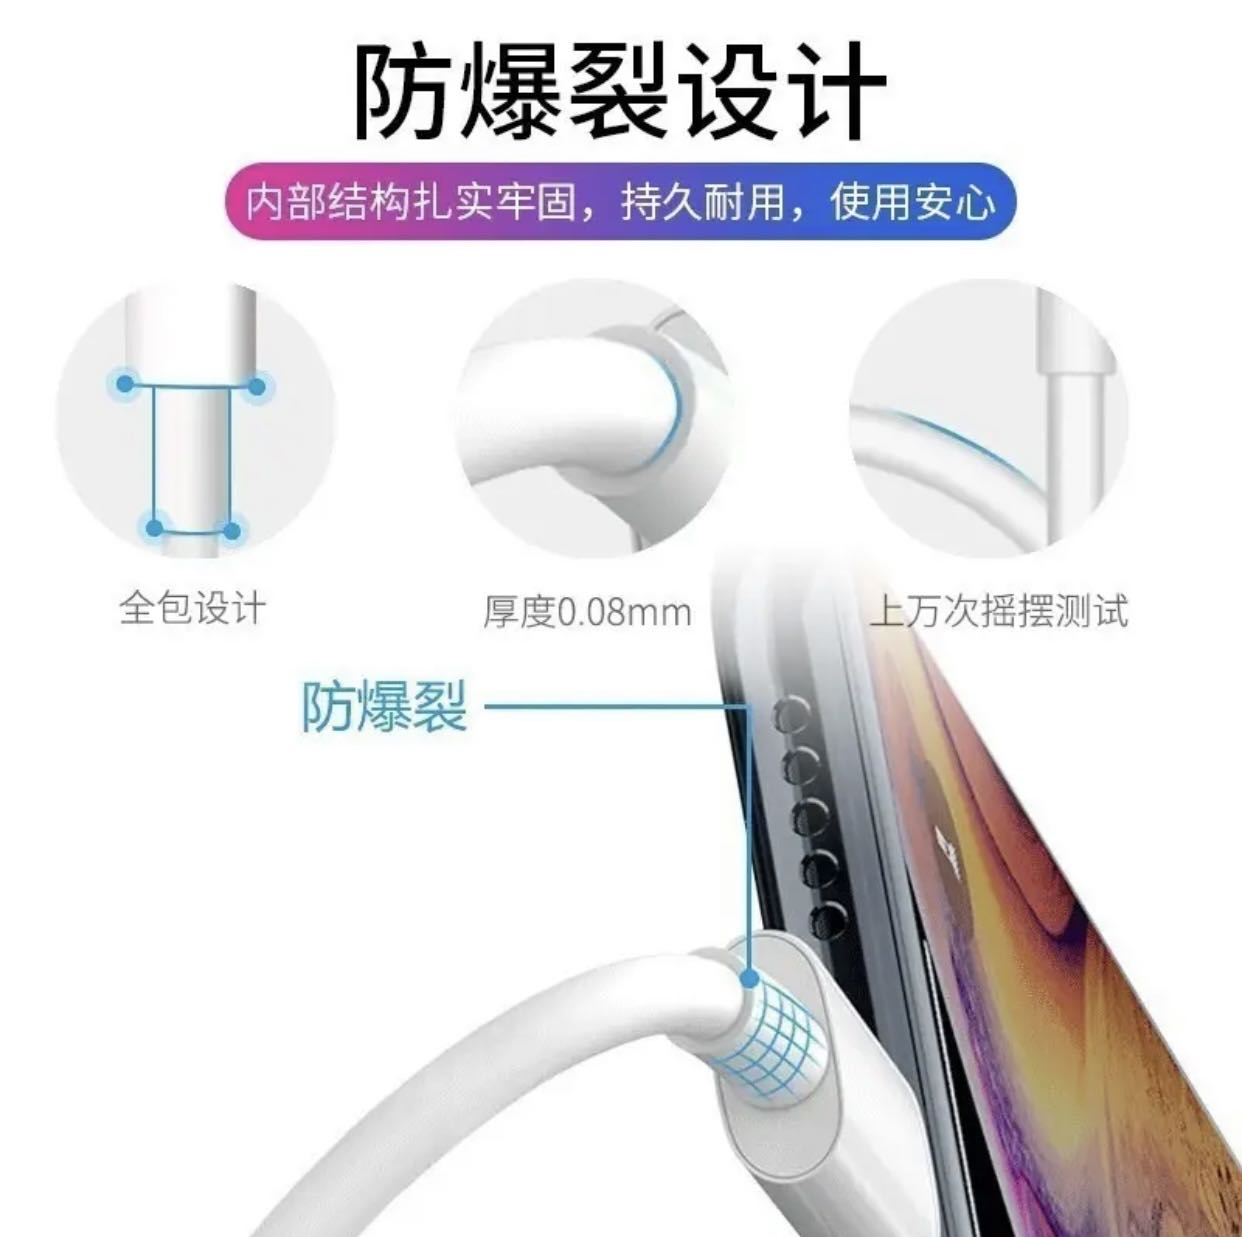 防爆裂设计
内部结构扎实牢固，持久耐用，使用安心
全包设计
厚度0.08mm
上万次摇摆测试
防爆裂